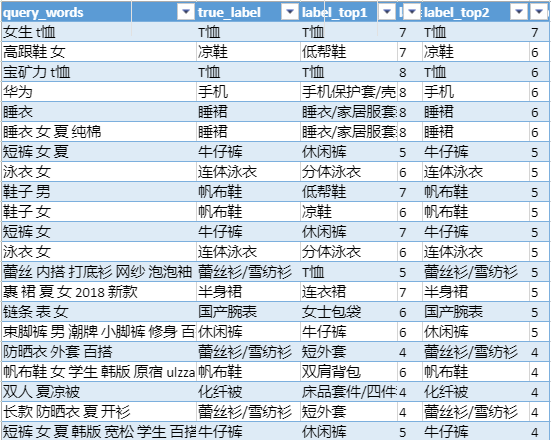 query_words true_label label_top1 l label_top2
女生 t恤 T恤 T恤 7 T恤 7
高跟鞋 女 凉鞋 低帮鞋 7 凉鞋 6
宝矿力 t恤 T恤 T恤 8 T恤 6
华为 手机 手机保护套/壳 8 手机 6
睡衣 睡裙 睡衣/家居服套 8 睡裙 6
睡衣 女 夏 纯棉 睡裙 睡衣/家居服套 8 睡裙 6
短裤 女 夏 牛仔裤 休闲裤 5 牛仔裤 5
泳衣 女 连体泳衣 分体泳衣 6 连体泳衣 5
鞋子 男 帆布鞋 低帮鞋 7 帆布鞋 5
鞋子 女 帆布鞋 凉鞋 6 帆布鞋 5
短裤 女 牛仔裤 休闲裤 7 牛仔裤 5
泳衣 女 连体泳衣 分体泳衣 6 连体泳衣 5
蕾丝 内搭 打底衫 网纱 泡泡袖 蕾丝衫/雪纺衫 T恤 5 蕾丝衫/雪纺衫 5
裹 裙 夏 女 2018 新款 半身裙 连衣裙 7 半身裙 5
链条 表 女 国产腕表 女士包袋 6 国产腕表 5
束脚裤 男 潮牌 小脚裤 修身 百 休闲裤 牛仔裤 6 休闲裤 5
防晒衣 外套 百搭 蕾丝衫/雪纺衫 短外套 4 蕾丝衫/雪纺衫 4
帆布鞋 女 学生 韩版 原宿 ulzza 帆布鞋 双肩背包 6 帆布鞋 4
双人 夏凉被 化纤被 床品套件/四件 4 化纤被 4
长款 防晒衣 夏 开衫 蕾丝衫/雪纺衫 短外套 4 蕾丝衫/雪纺衫 4
短裤 女 夏 韩版 宽松 学生 百搭 牛仔裤 休闲裤 5 牛仔裤 4